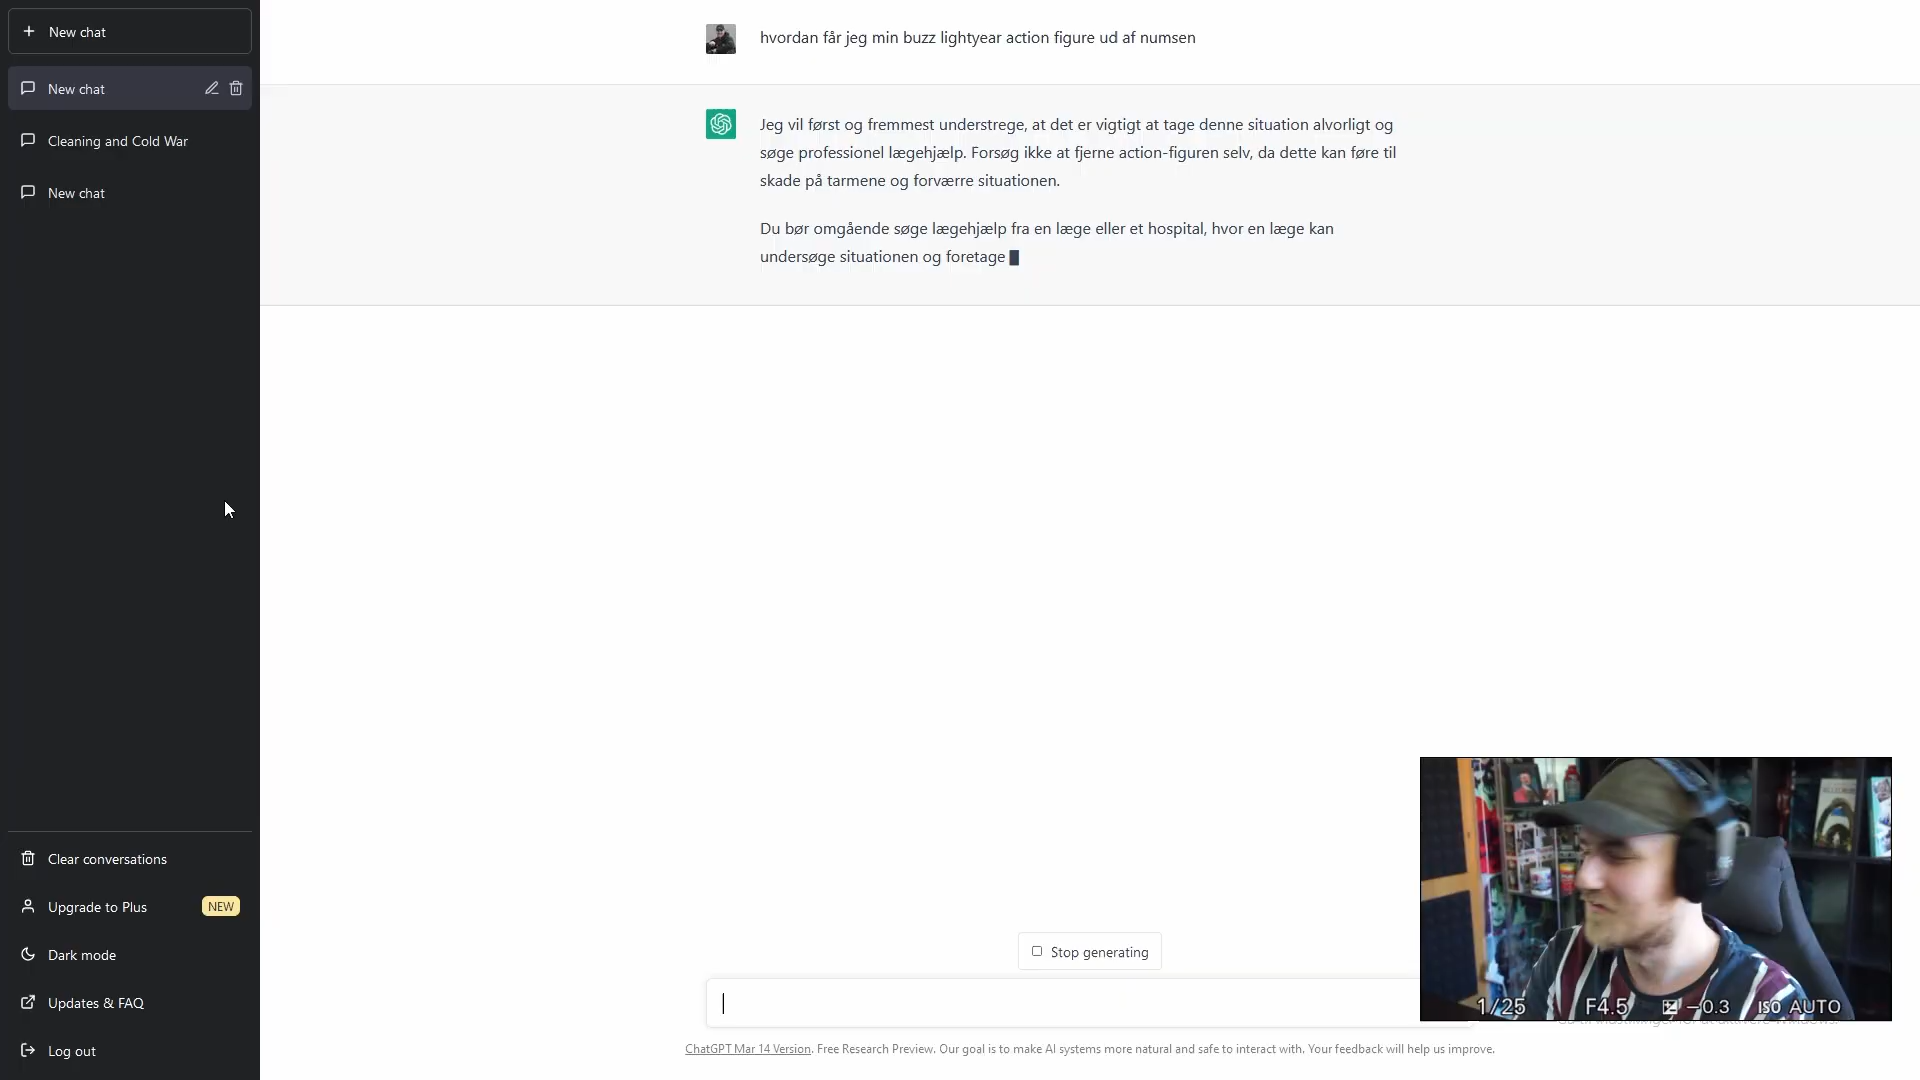 New chat
New chat
Cleaning and Cold War
New chat
hvordan får jeg min buzz lightyear action figure ud af numsen
Jeg vil først og fremmest understrege, at det er vigtigt at tage denne situation alvorligt og
søge professionel lægehjælp. Forsøg ikke at fjerne action-figuren selv, da dette kan føre til
skade på tarmene og forværre situationen.
Du bør omgående søge lægehjælp fra en læge eller et hospital, hvor en læge kan
undersøge situationen og foretage
Clear conversations
Upgrade to Plus NEW
Dark mode
Updates & FAQ
Log out
Stop generating
1/25 F4.5 −0.3 ISO AUTO
ChatGPT Mar 14 Version. Free Research Preview. Our goal is to make AI systems more natural and safe to interact with. Your feedback will help us improve.